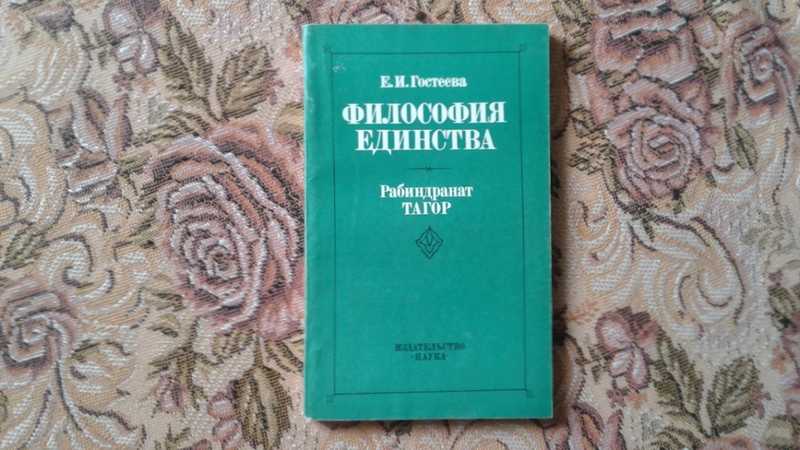 Е.И.Гостеева
ФИЛОСОФИЯ
ЕДИНСТВА
Рабиндранат
ТАГОР
ИЗДАТЕЛЬСТВО
«НАУКА»